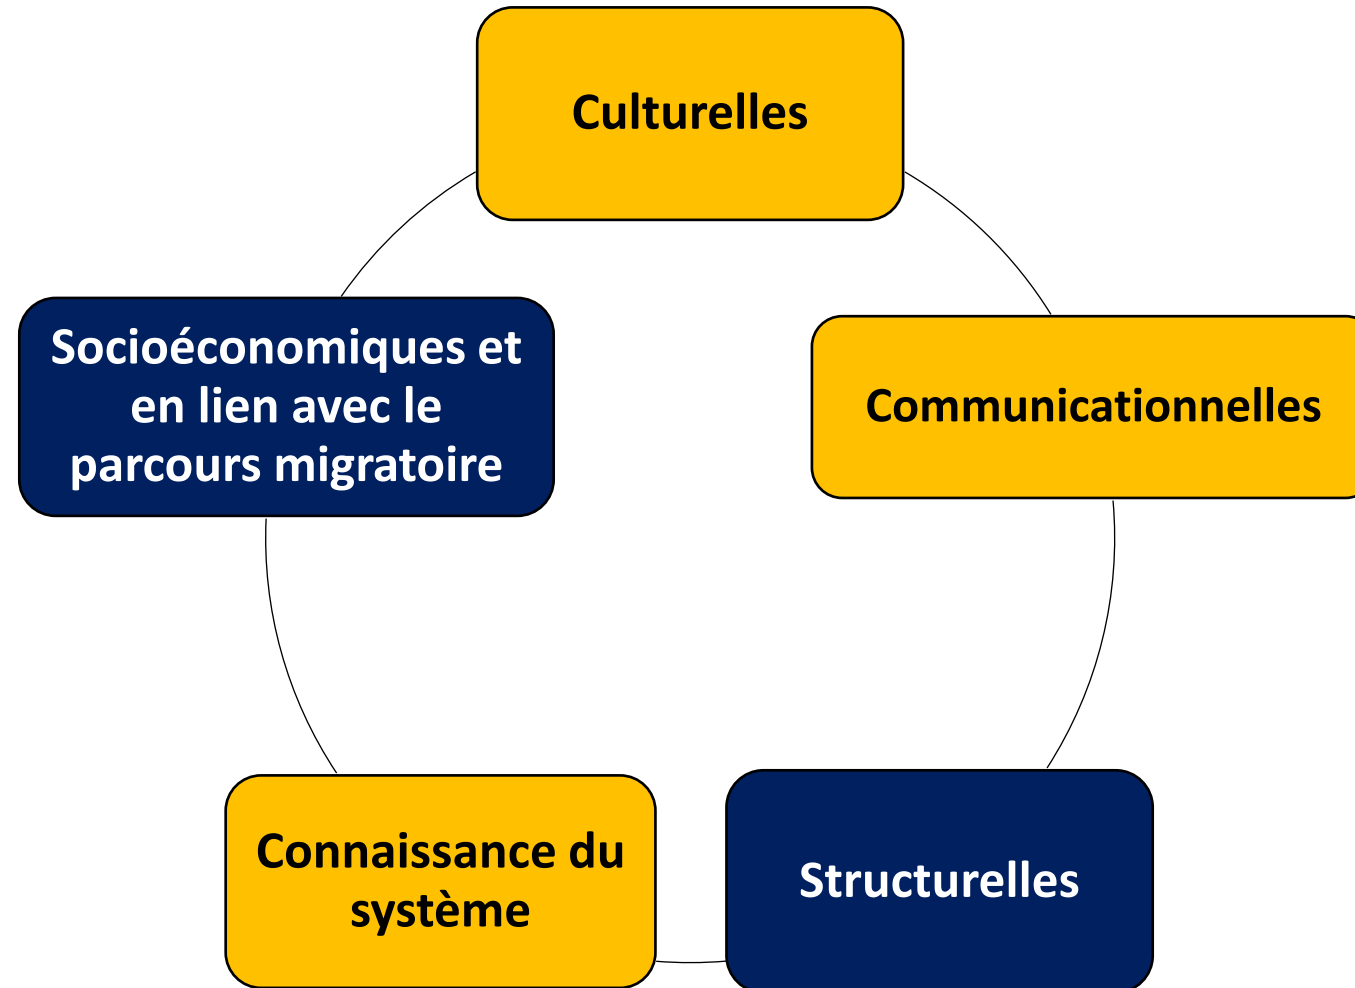 Culturelles
Socioéconomiques et
en lien avec le
parcours migratoire
Communicationnelles
Connaissance du
système
Structurelles